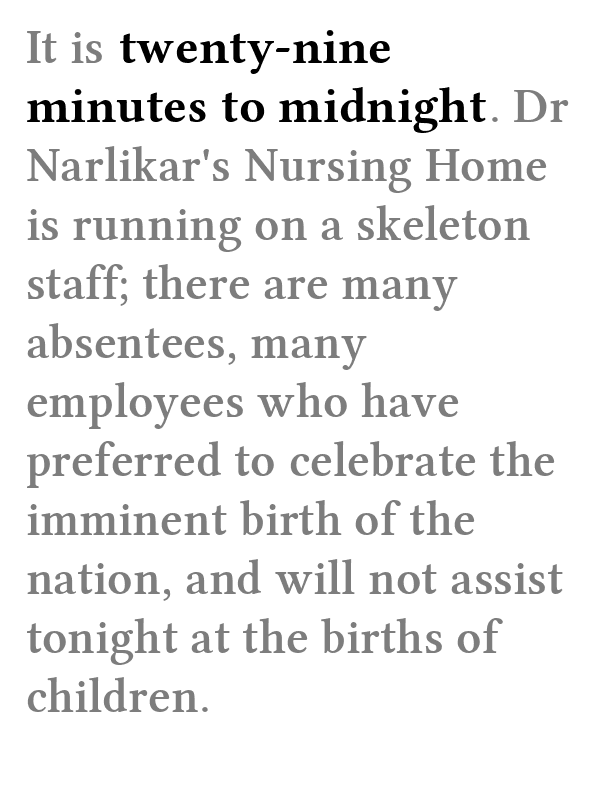 It is twenty-nine
minutes to midnight. Dr
Narlikar's Nursing Home
is running on a skeleton
staff; there are many
absentees, many
employees who have
preferred to celebrate the
imminent birth of the
nation, and will not assist
tonight at the births of
children.